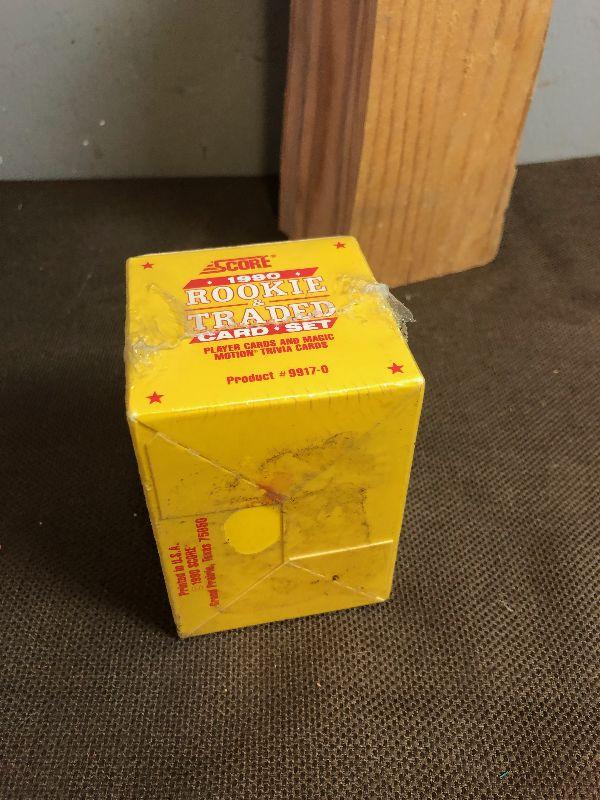 SCORE®
1990
ROOKIE
&
TRADED
CARD • SET
PLAYER CARDS AND MAGIC
MOTION® TRIVIA CARDS
Product #9917-0
Printed in U.S.A.
©1990 SCORE®
Grand Prairie, Texas 75050